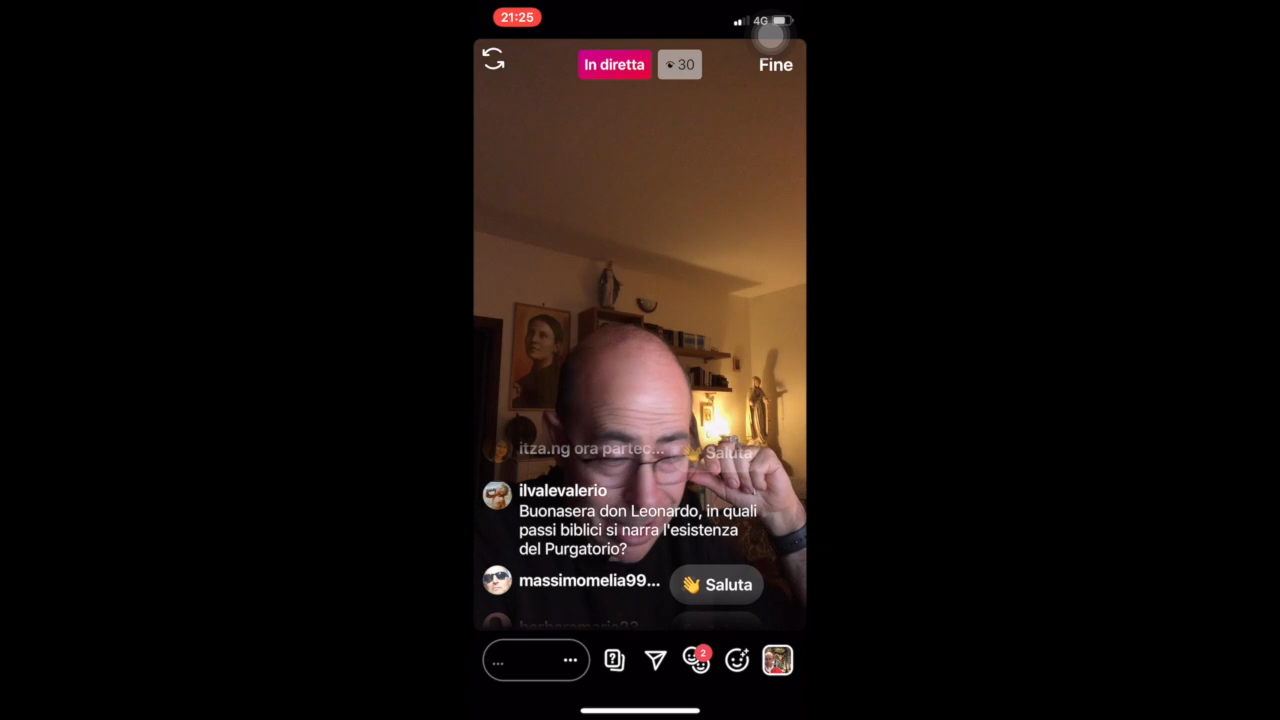 21:25
4G
In diretta
30
Fine
itza.ng ora partec...
Saluta
ilvalevalerio
Buonasera don Leonardo, in quali
passi biblici si narra l'esistenza
del Purgatorio?
massimomelia99...
Saluta
...
2